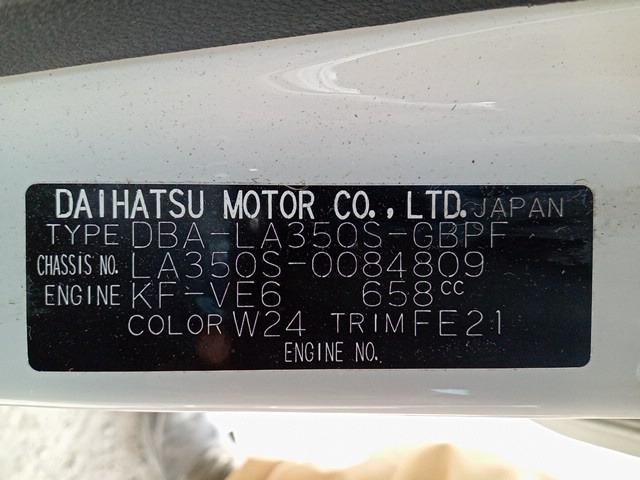 DAIHATSU MOTOR CO., LTD. JAPAN
TYPE DBA-LA350S-GBPF
CHASSIS NO. LA350S-0084809
ENGINE KF-VE6 658cc
COLOR W24 TRIM FE21
ENGINE NO.